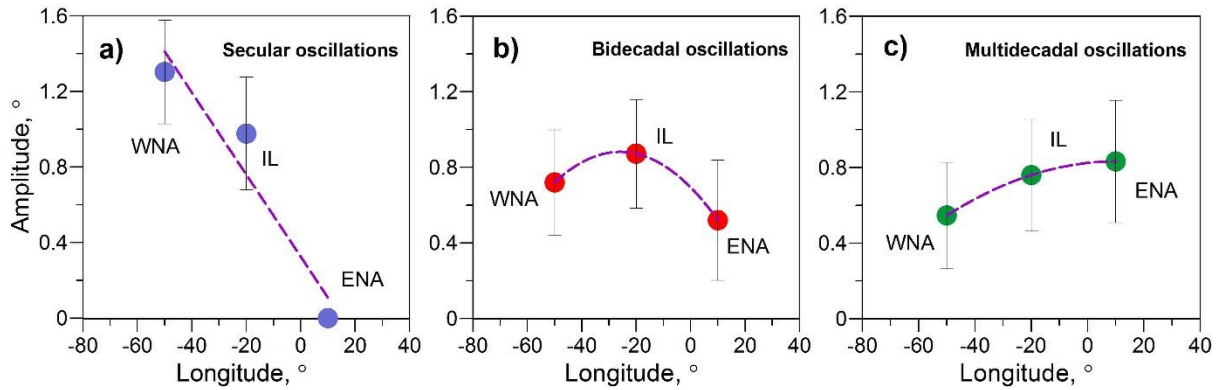 a)
Secular oscillations
Amplitude, °
1.6
1.2
0.8
0.4
0
WNA
IL
ENA
-80 -60 -40 -20 0 20 40
Longitude, °
b)
Bidecadal oscillations
1.6
1.2
0.8
0.4
0
WNA
IL
ENA
-80 -60 -40 -20 0 20 40
Longitude, °
c)
Multidecadal oscillations
1.6
1.2
0.8
0.4
0
WNA
IL
ENA
-80 -60 -40 -20 0 20 40
Longitude, °